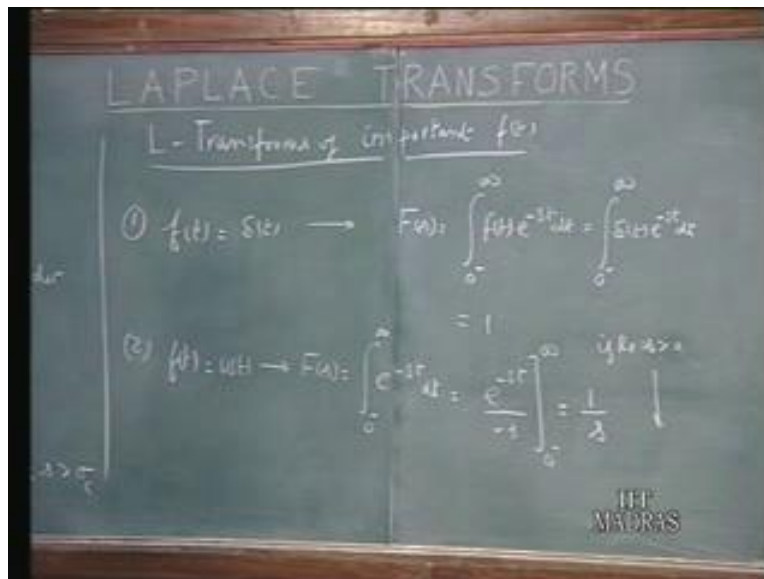 LAPLACE TRANSFORMS
L-Transforms of important f(t)
① f(t) = δ(t) → F(s) = ∫₀-^∞ f(t) e^-st dt = ∫₀-^∞ δ(t) e^-st dt
= 1
(2) f(t) = u(t) → F(s) = ∫₀-^∞ e^-st dt = e^-st/-s ]₀-^∞ = 1/s
if Re s > 0
s > σc
IIT
MADRAS